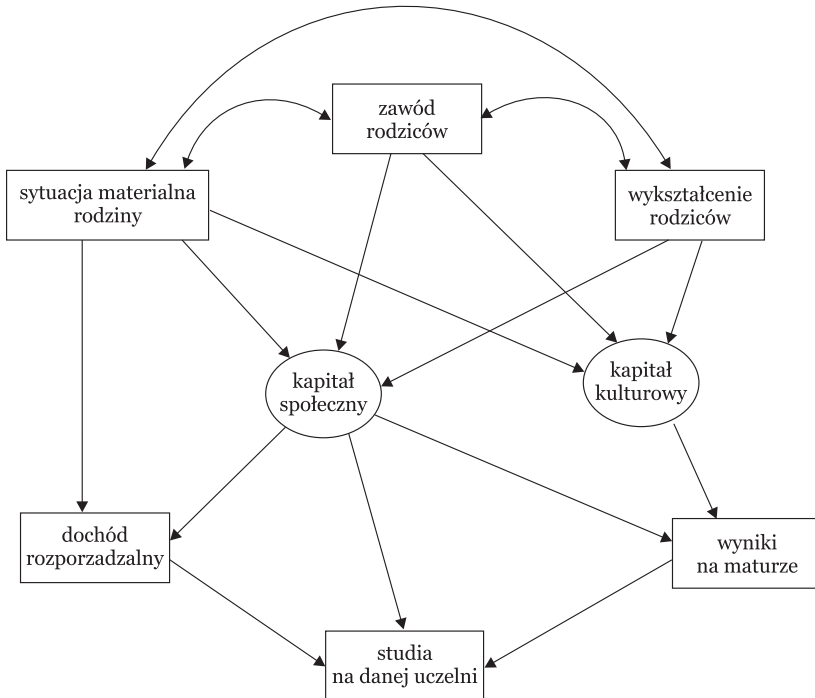 zawód
rodziców
sytuacja materialna
rodziny
wykształcenie
rodziców
kapitał
społeczny
kapitał
kulturowy
dochód
rozporzadzalny
wyniki
na maturze
studia
na danej uczelni